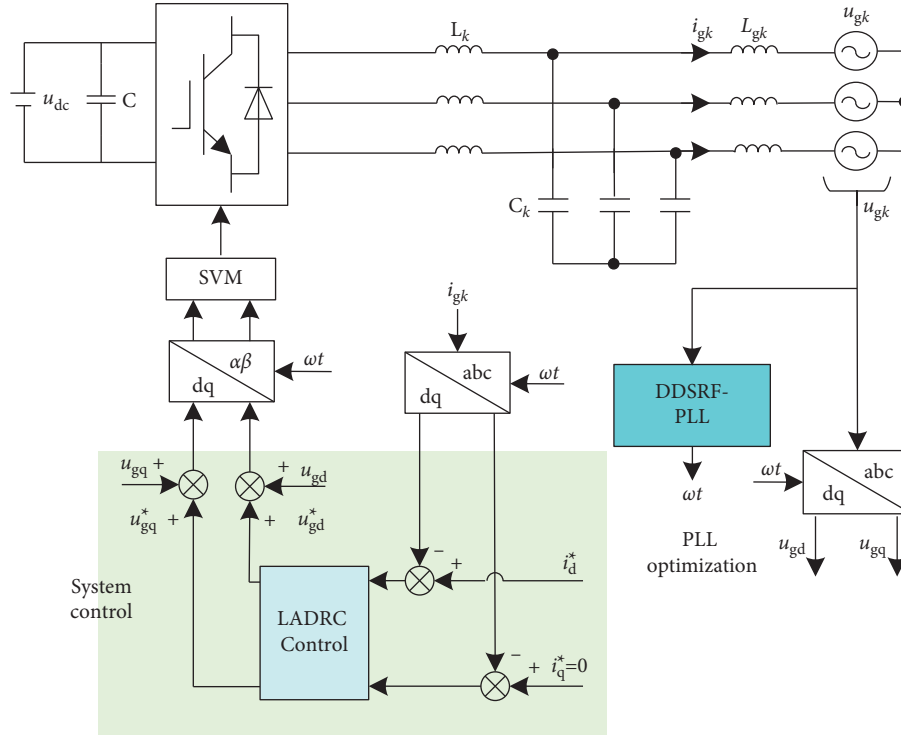 L_k
i_gk
L_gk
u_gk
u_dc
C
C_k
u_gk
SVM
i_gk
αβ
dq
ωt
abc
dq
ωt
DDSRF-
PLL
ωt
abc
dq
ωt
u_gq +
+ u_gd
u*_gq +
+ u*_gd
PLL
optimization
u_gd
u_gq
− +
i*_d
System
control
LADRC
Control
− +
i*_q=0